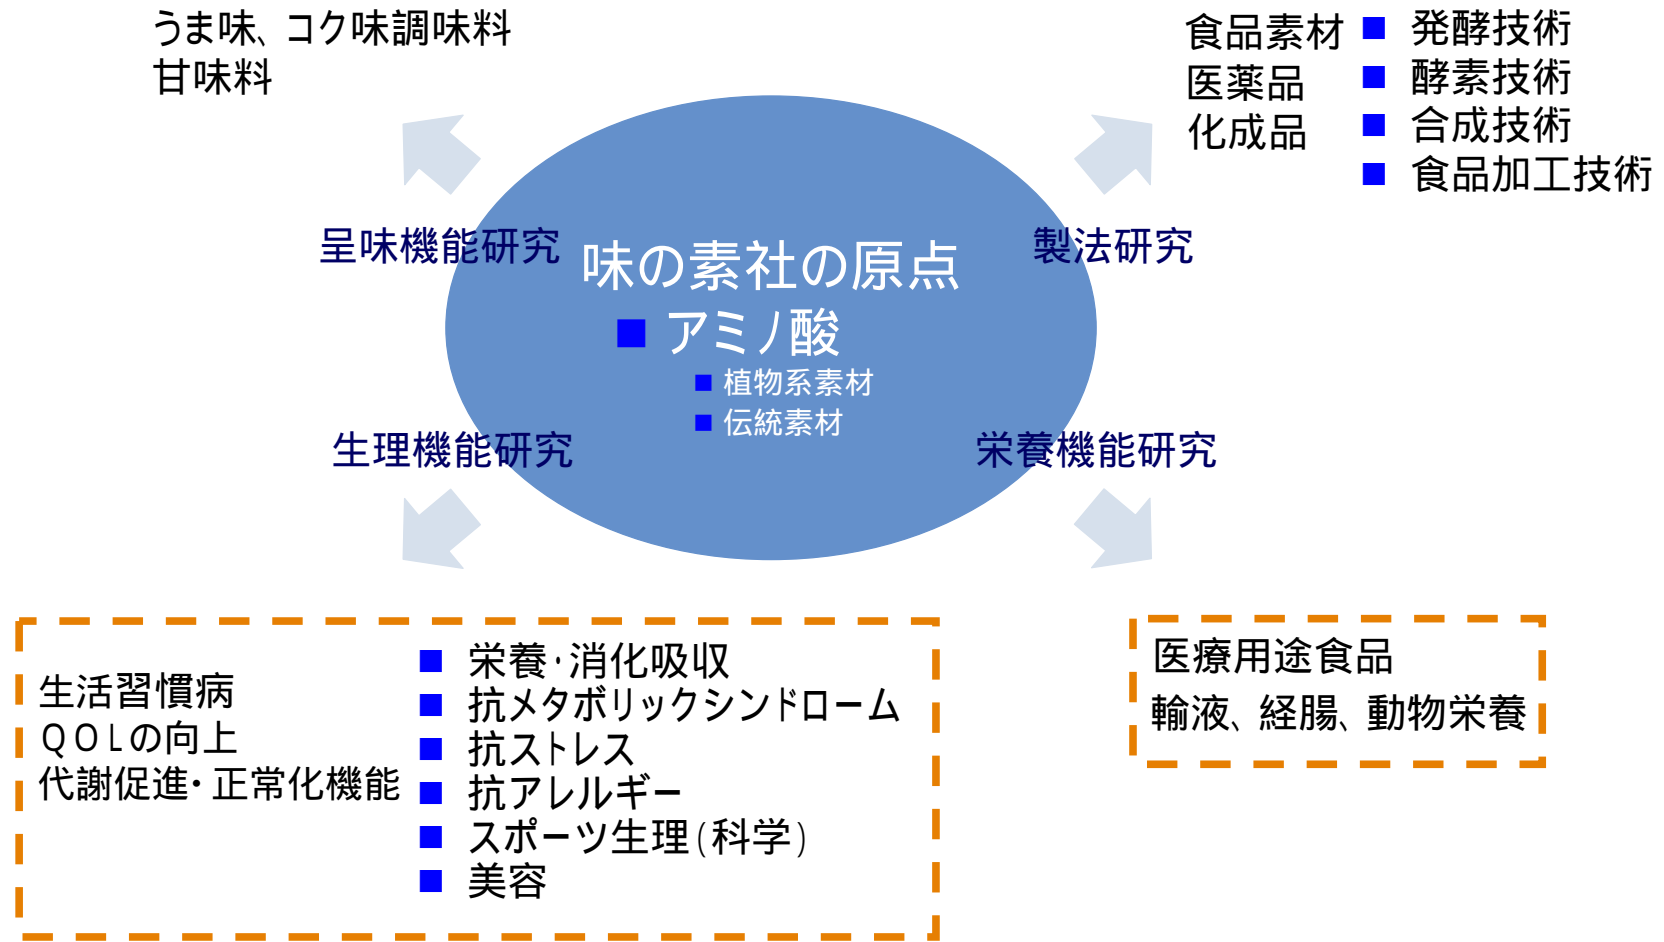 うま味、コク味調味料
甘味料
食品素材
医薬品
化成品
■ 発酵技術
■ 酵素技術
■ 合成技術
■ 食品加工技術
呈味機能研究
製法研究
味の素社の原点
■ アミノ酸
■ 植物系素材
■ 伝統素材
生理機能研究
栄養機能研究
生活習慣病
QOLの向上
代謝促進・正常化機能
■ 栄養・消化吸収
■ 抗メタボリックシンドローム
■ 抗ストレス
■ 抗アレルギー
■ スポーツ生理(科学)
■ 美容
医療用途食品
輸液、経腸、動物栄養